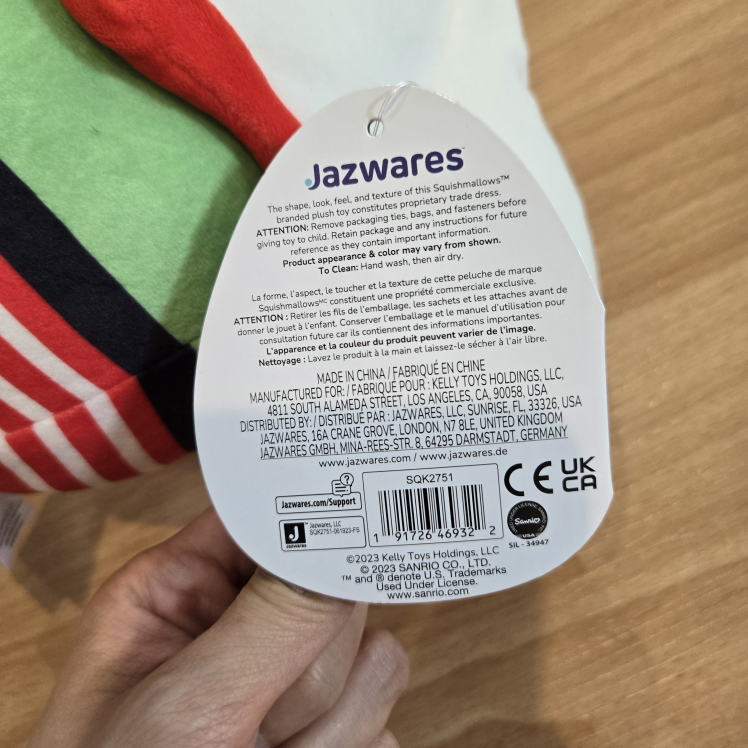 Jazwares™
The shape, look, feel, and texture of this Squishmallows™
branded plush toy constitutes proprietary trade dress.
ATTENTION: Remove packaging ties, bags, and fasteners before
giving toy to child. Retain package and any instructions for future
reference as they contain important information.
Product appearance & color may vary from shown.
To Clean: Hand wash, then air dry.
La forme, l'aspect, le toucher et la texture de cette peluche de marque
Squishmallows ᴹᶜ constituent une propriété commerciale exclusive.
ATTENTION : Retirer les fils de l'emballage, les sachets et les attaches avant de
donner le jouet à l'enfant. Conserver l'emballage et le manuel d'utilisation pour
consultation future car ils contiennent des informations importantes.
L'apparence et la couleur du produit peuvent varier de l'image.
Nettoyage : Lavez le produit à la main et laissez-le sécher à l'air libre.
MADE IN CHINA / FABRIQUÉ EN CHINE
MANUFACTURED FOR: / FABRIQUÉ POUR : KELLY TOYS HOLDINGS, LLC,
4811 SOUTH ALAMEDA STREET, LOS ANGELES, CA, 90058, USA
DISTRIBUTED BY: / DISTRIBUÉ PAR : JAZWARES, LLC, SUNRISE, FL, 33326, USA
JAZWARES, 16A CRANE GROVE, LONDON, N7 8LE, UNITED KINGDOM
JAZWARES GMBH, MINA-REES-STR. 8, 64295 DARMSTADT, GERMANY
www.jazwares.com / www.jazwares.de
?
Jazwares.com/Support
SQK2751
CE UK
CA
Jazwares
Jazwares, LLC
SQK2751-061923-FS
1 91726 46932 2
Sanrio
USA
SIL - 34947
©2023 Kelly Toys Holdings, LLC
© 2023 SANRIO CO., LTD.
™ and ® denote U.S. Trademarks
Used Under License.
www.sanrio.com